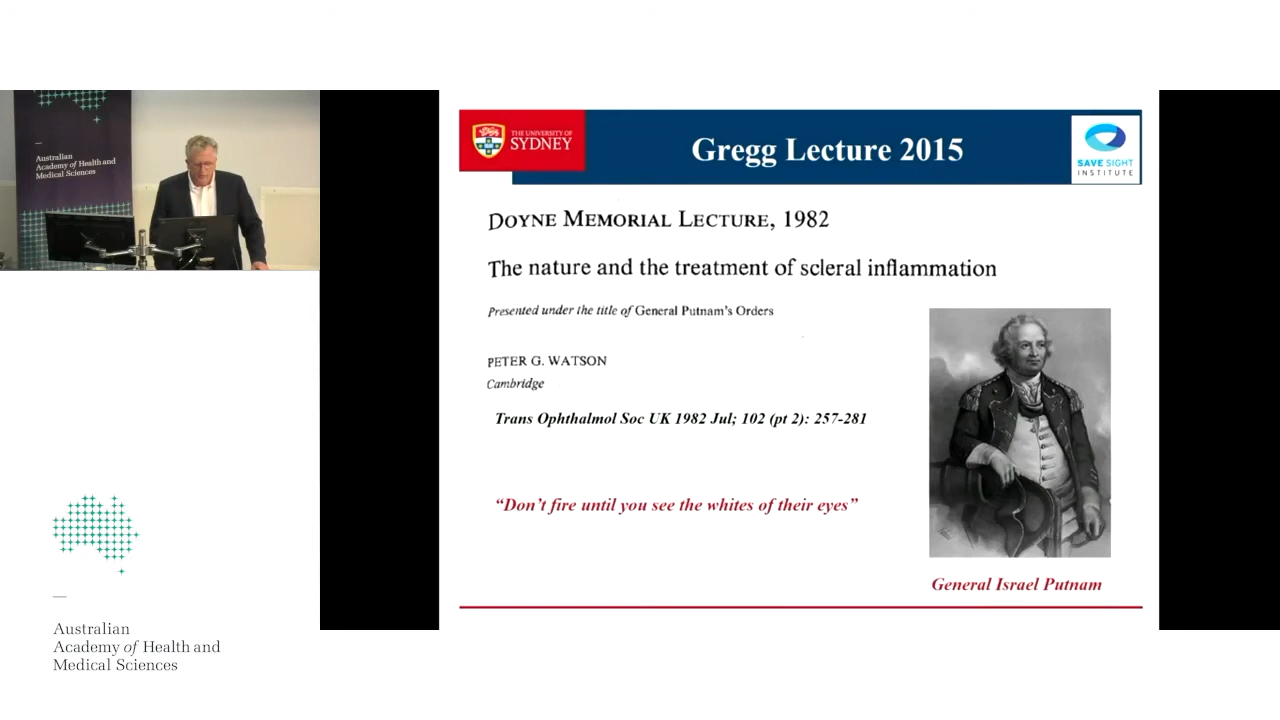 Australian
Academy of Health and
Medical Sciences
THE UNIVERSITY OF
SYDNEY
Gregg Lecture 2015
SAVE SIGHT
INSTITUTE
DOYNE MEMORIAL LECTURE, 1982
The nature and the treatment of scleral inflammation
Presented under the title of General Putnam's Orders
PETER G. WATSON
Cambridge
Trans Ophthalmol Soc UK 1982 Jul; 102 (pt 2): 257-281
“Don’t fire until you see the whites of their eyes”
General Israel Putnam
Australian
Academy of Health and
Medical Sciences